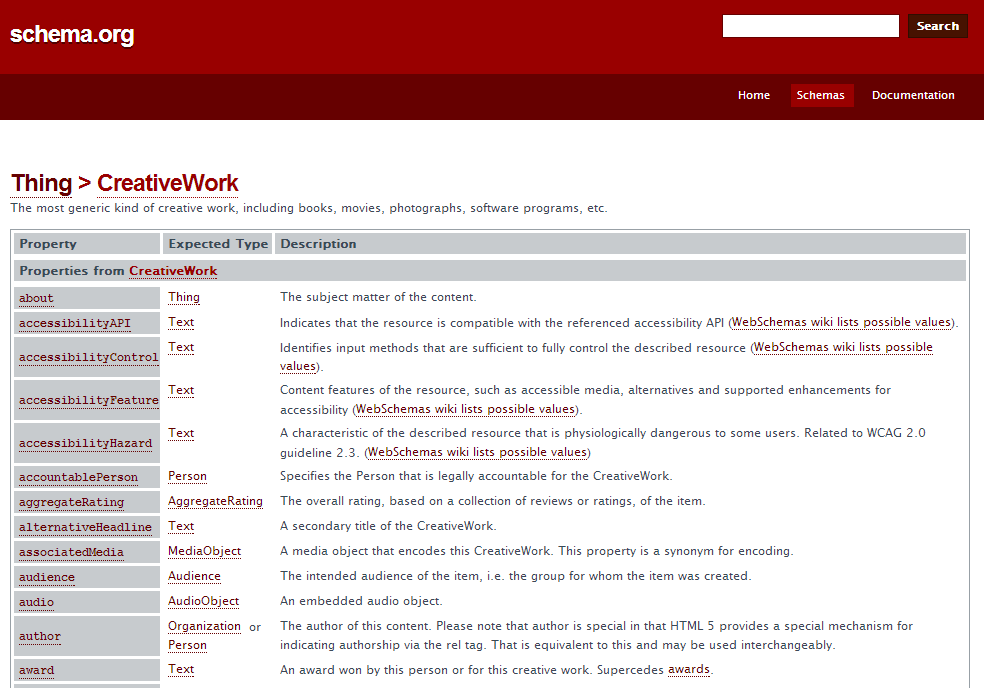 schema.org
Search
Home Schemas Documentation
Thing > CreativeWork
The most generic kind of creative work, including books, movies, photographs, software programs, etc.
Property Expected Type Description
Properties from CreativeWork
about Thing The subject matter of the content.
accessibilityAPI Text Indicates that the resource is compatible with the referenced accessibility API (WebSchemas wiki lists possible values).
accessibilityControl Text Identifies input methods that are sufficient to fully control the described resource (WebSchemas wiki lists possible
values).
accessibilityFeature Text Content features of the resource, such as accessible media, alternatives and supported enhancements for
accessibility (WebSchemas wiki lists possible values).
accessibilityHazard Text A characteristic of the described resource that is physiologically dangerous to some users. Related to WCAG 2.0
guideline 2.3. (WebSchemas wiki lists possible values)
accountablePerson Person Specifies the Person that is legally accountable for the CreativeWork.
aggregateRating AggregateRating The overall rating, based on a collection of reviews or ratings, of the item.
alternativeHeadline Text A secondary title of the CreativeWork.
associatedMedia MediaObject A media object that encodes this CreativeWork. This property is a synonym for encoding.
audience Audience The intended audience of the item, i.e. the group for whom the item was created.
audio AudioObject An embedded audio object.
author Organization or The author of this content. Please note that author is special in that HTML 5 provides a special mechanism for
Person indicating authorship via the rel tag. That is equivalent to this and may be used interchangeably.
award Text An award won by this person or for this creative work. Supercedes awards.